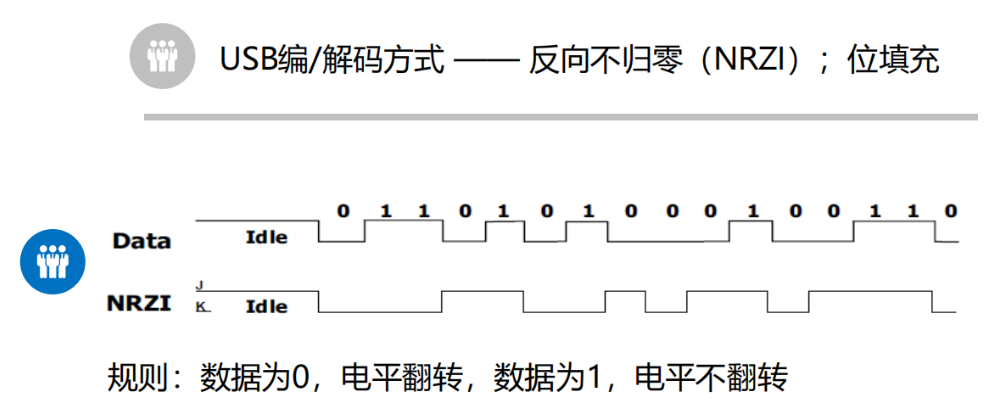 USB编/解码方式 —— 反向不归零（NRZI）；位填充
0 1 1 0 1 0 1 0 0 0 1 0 0 1 1 0
Data Idle
J
NRZI K Idle
规则：数据为0，电平翻转，数据为1，电平不翻转